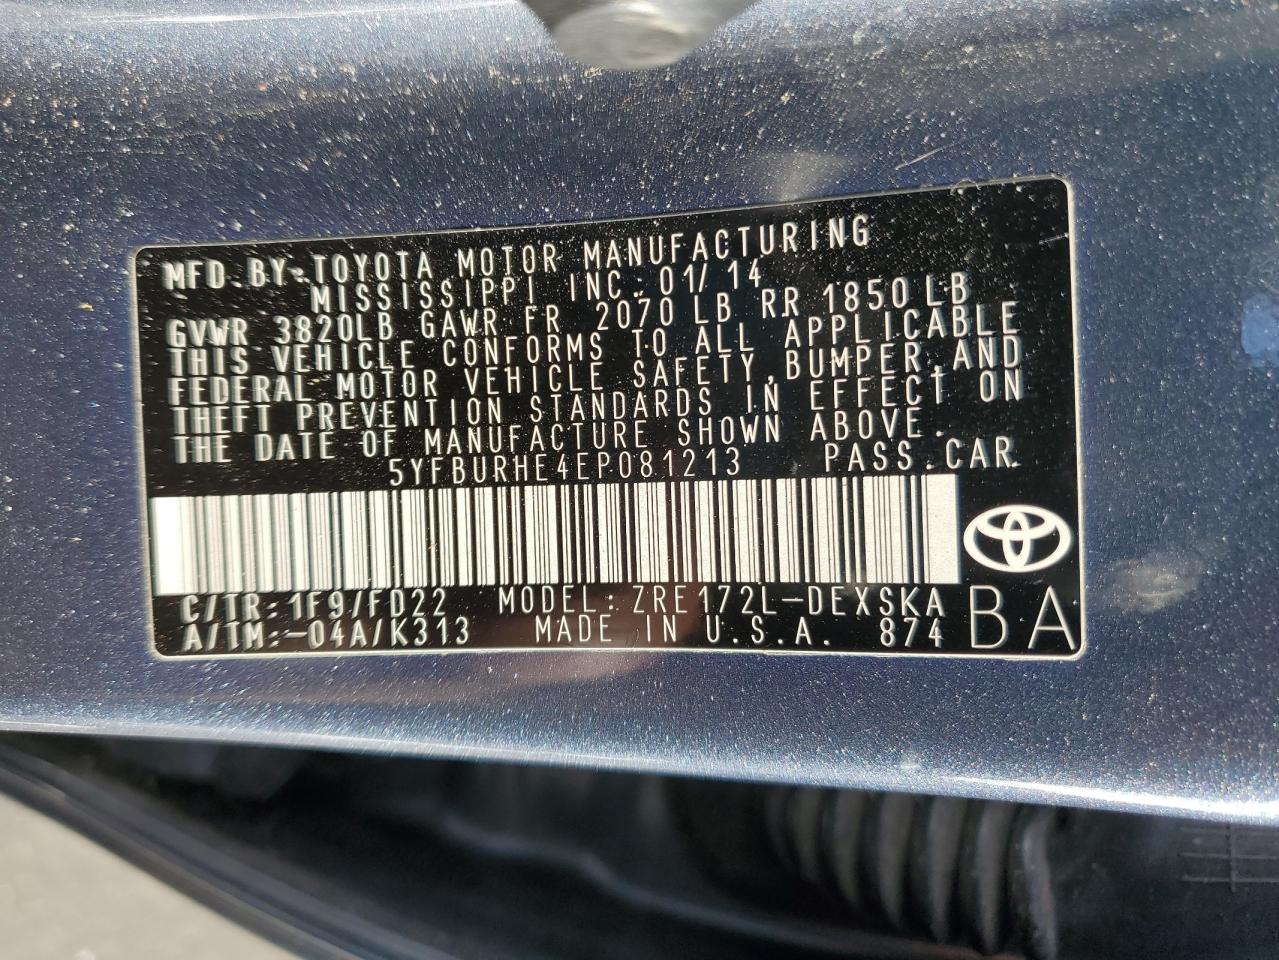 MFD. BY: TOYOTA MOTOR MANUFACTURING
MISSISSIPPI INC. 01/14
GVWR 3820LB GAWR FR 2070 LB RR 1850 LB
THIS VEHICLE CONFORMS TO ALL APPLICABLE
FEDERAL MOTOR VEHICLE SAFETY, BUMPER, AND
THEFT PREVENTION STANDARDS IN EFFECT ON
THE DATE OF MANUFACTURE SHOWN ABOVE.
5YFBURHE4EP081213 PASS. CAR
C/TR: 1F9/FD22 MODEL: ZRE172L-DEXSKA
A/TM: -04A/K313 MADE IN U.S.A. 874 BA